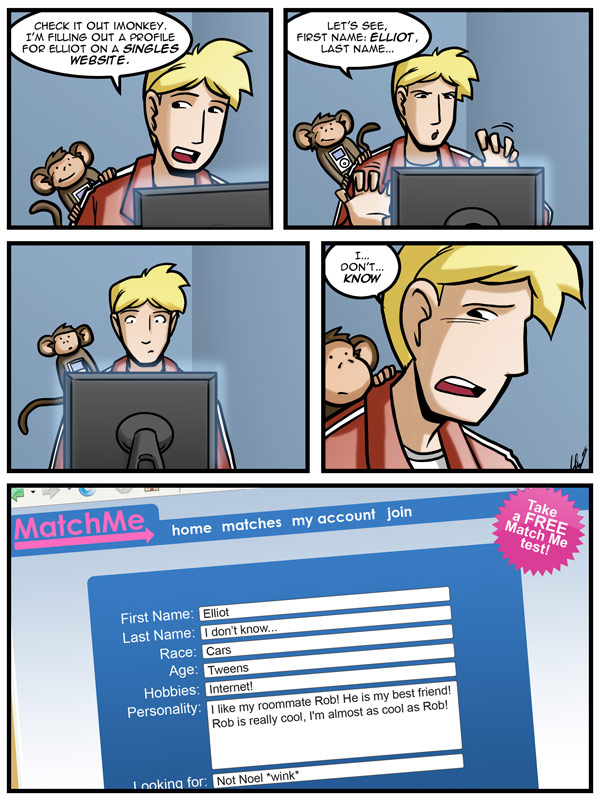 CHECK IT OUT IMONKEY.
I'M FILLING OUT A PROFILE
FOR ELLIOT ON A SINGLES
WEBSITE.
LET'S SEE,
FIRST NAME: ELLIOT,
LAST NAME...
I...
DON'T...
KNOW
MatchMe
home matches my account join
Take
a FREE
Match Me
test!
First Name: Elliot
Last Name: I don't know...
Race: Cars
Age: Tweens
Hobbies: Internet!
Personality: I like my roommate Rob! He is my best friend!
Rob is really cool, I'm almost as cool as Rob!
Looking for: Not Noel *wink*